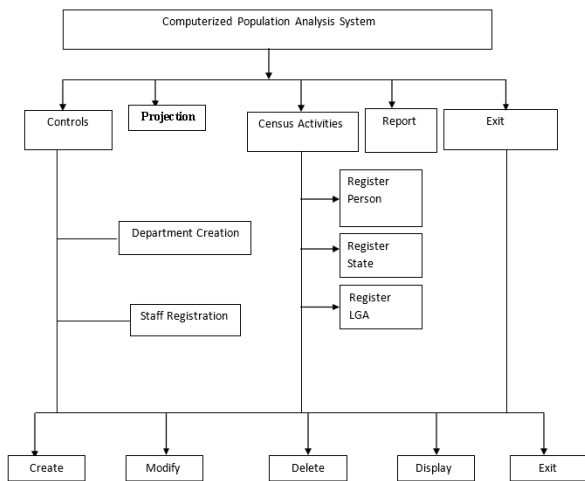 Computerized Population Analysis System
Controls
Projection
Census Activities
Report
Exit
Register
Person
Department Creation
Register
State
Register
LGA
Staff Registration
Create
Modify
Delete
Display
Exit